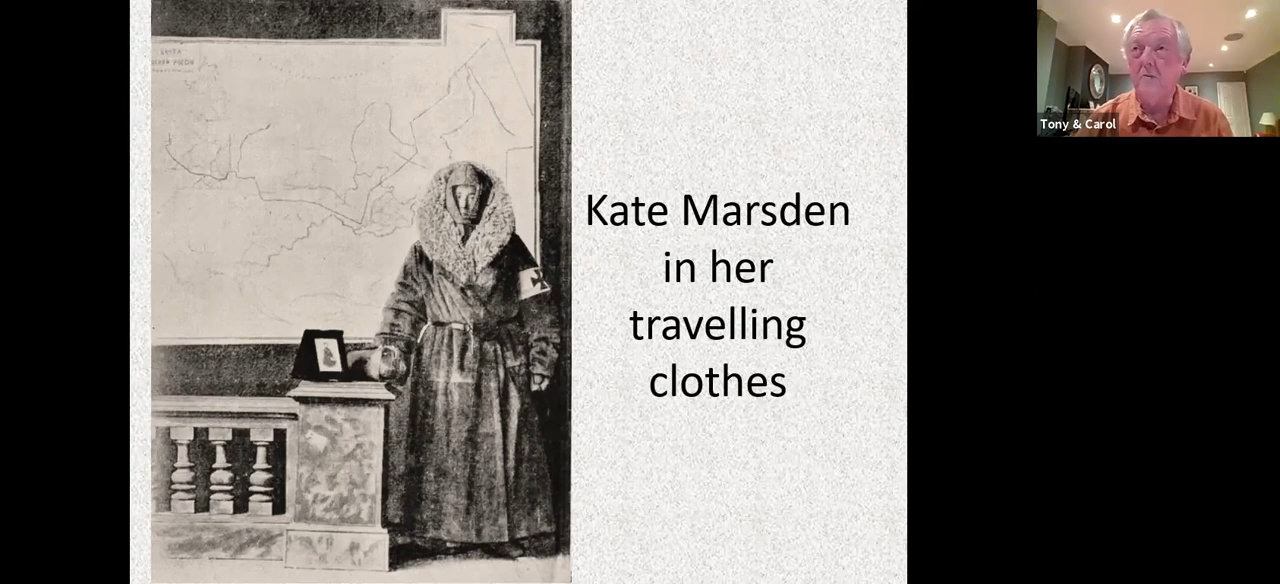 Kate Marsden
in her
travelling
clothes
Tony & Carol